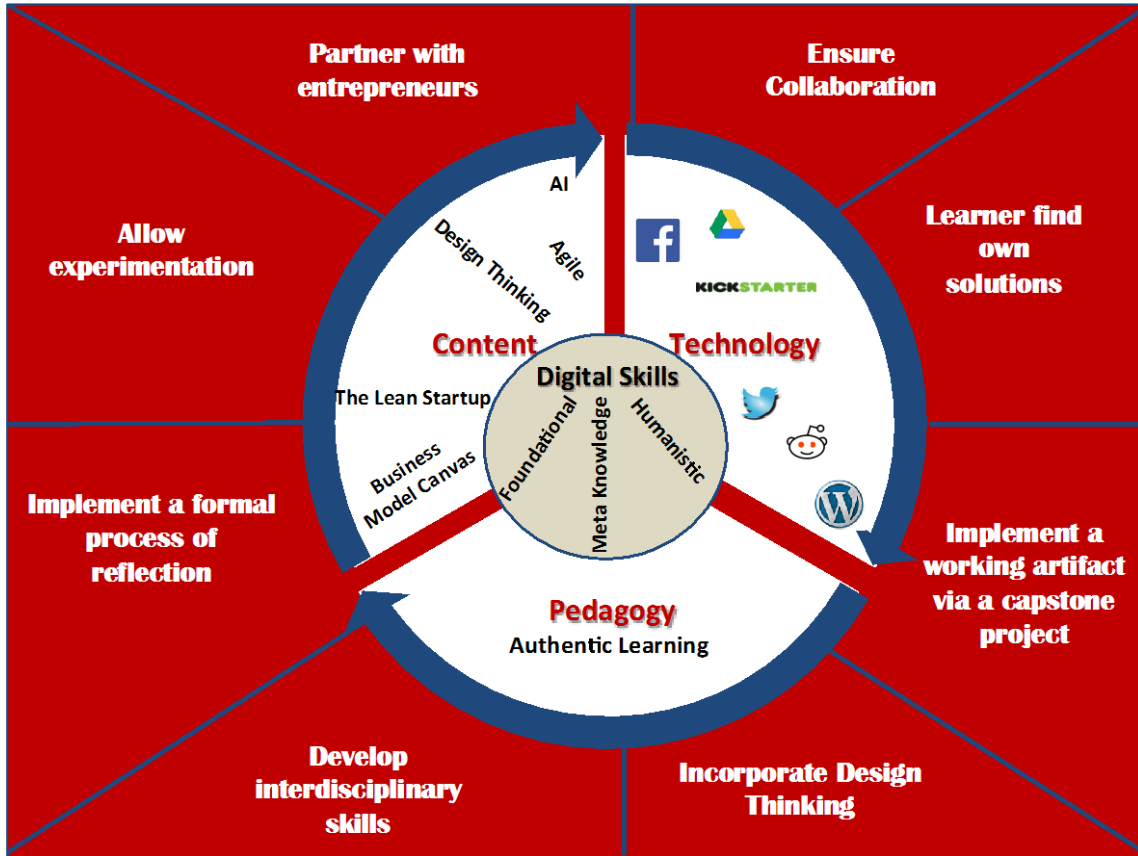 Partner with
entrepreneurs
Ensure
Collaboration
Allow
experimentation
Learner find
own
solutions
AI
Design Thinking
Agile
f
KICKSTARTER
Content
Technology
The Lean Startup
Business
Model Canvas
Digital Skills
Foundational
Meta Knowledge
Humanistic
W
Implement a formal
process of
reflection
Implement a
working artifact
via a capstone
project
Pedagogy
Authentic Learning
Develop
interdisciplinary
skills
Incorporate Design
Thinking